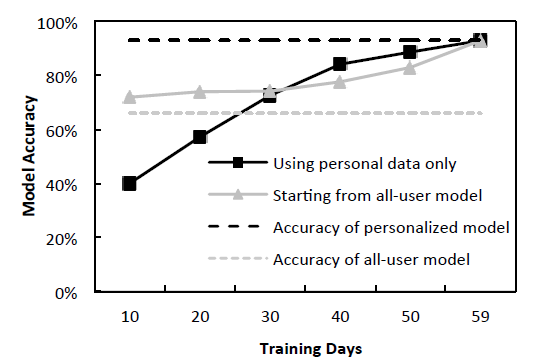 100%
80%
60%
40%
20%
0%
Model Accuracy
Using personal data only
Starting from all-user model
Accuracy of personalized model
Accuracy of all-user model
10 20 30 40 50 59
Training Days